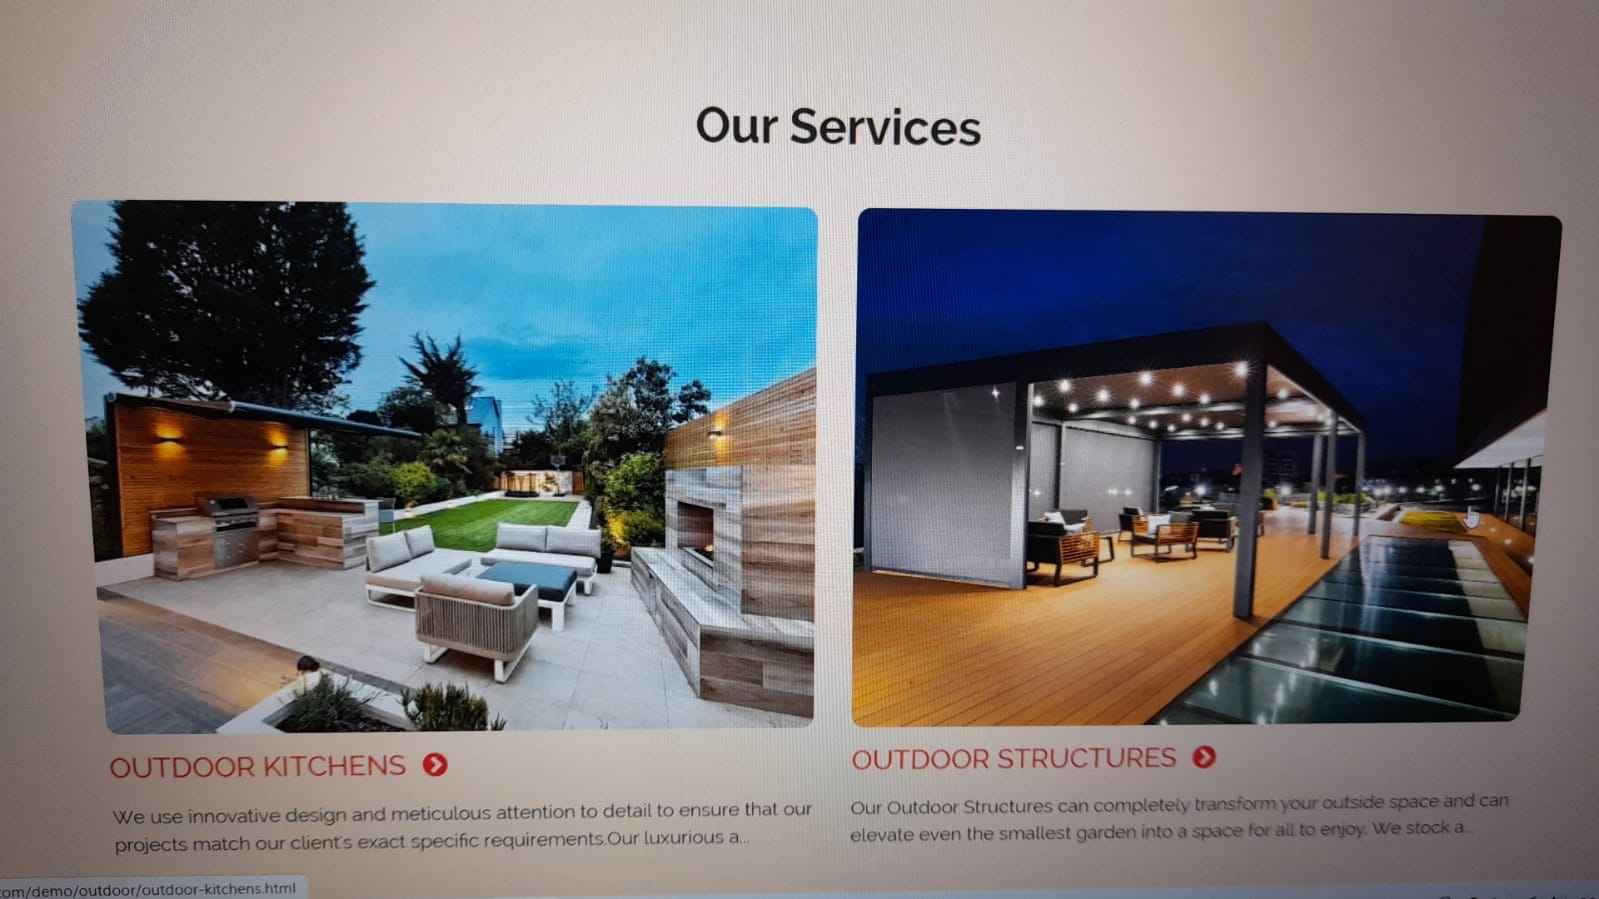 Our Services
OUTDOOR KITCHENS
We use innovative design and meticulous attention to detail to ensure that our
projects match our client's exact specific requirements.Our luxurious a...
OUTDOOR STRUCTURES
Our Outdoor Structures can completely transform your outside space and can
elevate even the smallest garden into a space for all to enjoy. We stock a...
com/demo/outdoor/outdoor-kitchens.html